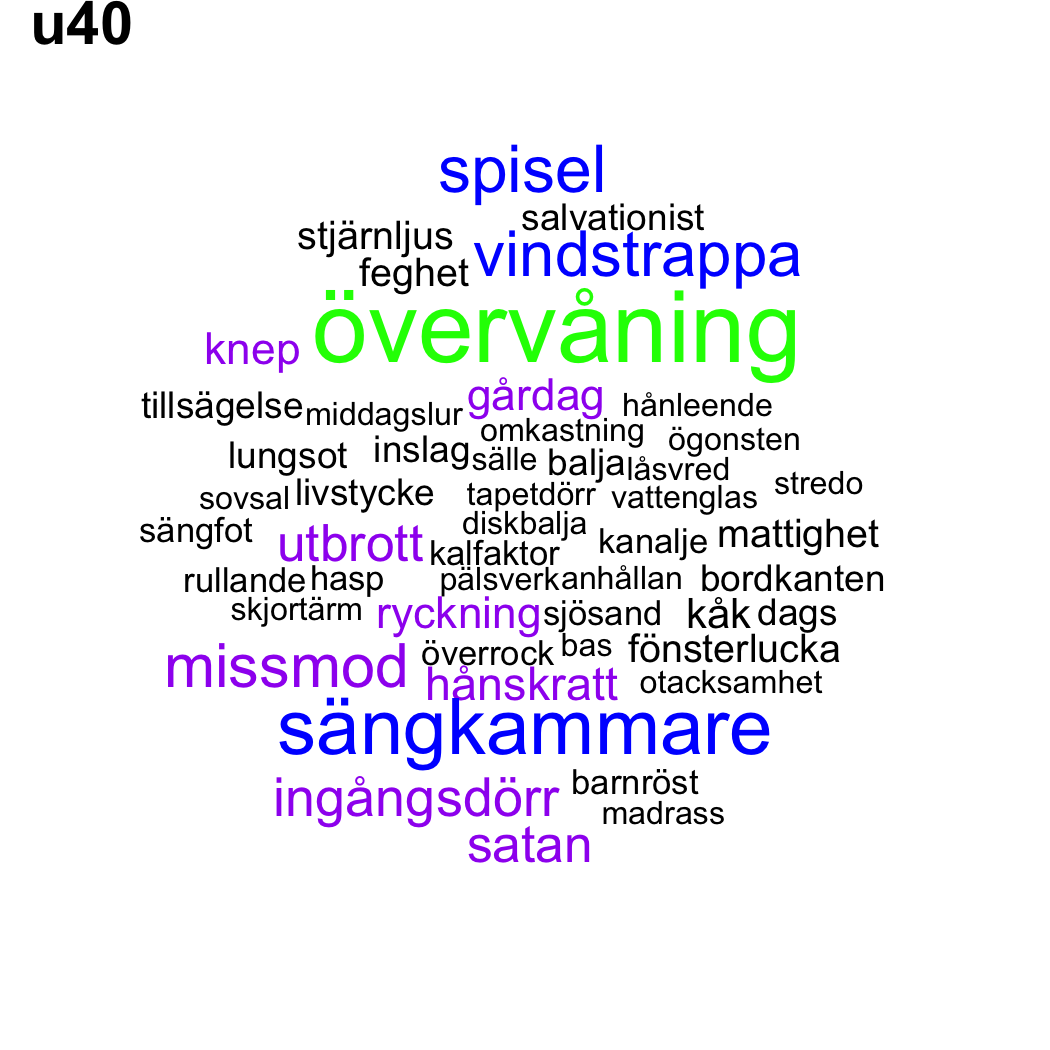 u40
spisel
salvationist
stjärnljus
vindstrappa
feghet
övervåning
knep
gårdag
tillsägelse middagslur hånleende
omkastning ögonsten
lungsot inslag sälle balja låsvred
sovsal livstycke tapetdörr vattenglas stredo
sängfot diskbalja
utbrott kalfaktor kanalje mattighet
rullande hasp pälsverk anhållan bordkanten
skjortärm ryckning sjösand kåk dags
missmod överrock bas fönsterlucka
hånskratt otacksamhet
sängkammare
ingångsdörr barnröst
madrass
satan